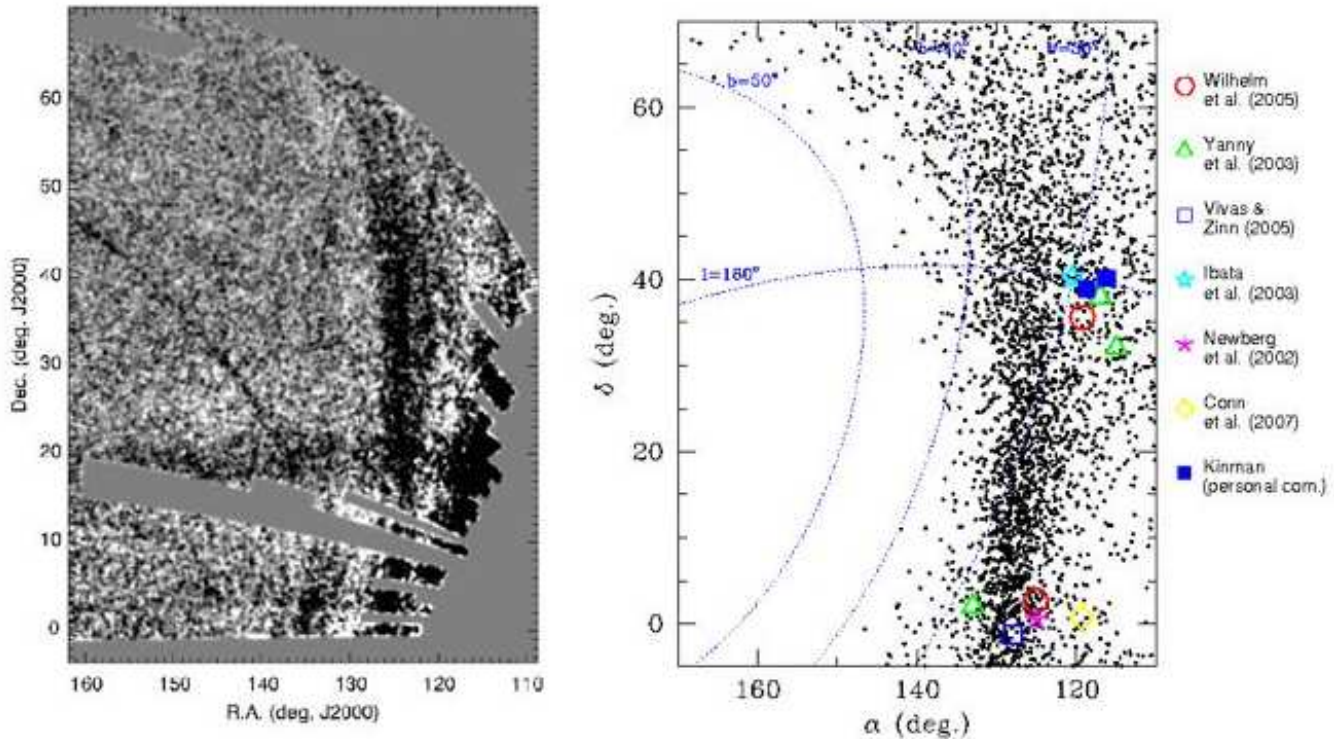 60
50
40
30
20
10
0
Dec. (deg, J2000)
160 150 140 130 120 110
R.A. (deg, J2000)
60
40
20
0
δ (deg.)
b=50°
l=180°
160 140 120
α (deg.)
Wilhelm
et al. (2005)
Yanny
et al. (2003)
Vivas &
Zinn (2005)
Ibata
et al. (2003)
Newberg
et al. (2002)
Conn
et al. (2007)
Kinman
(personal com.)